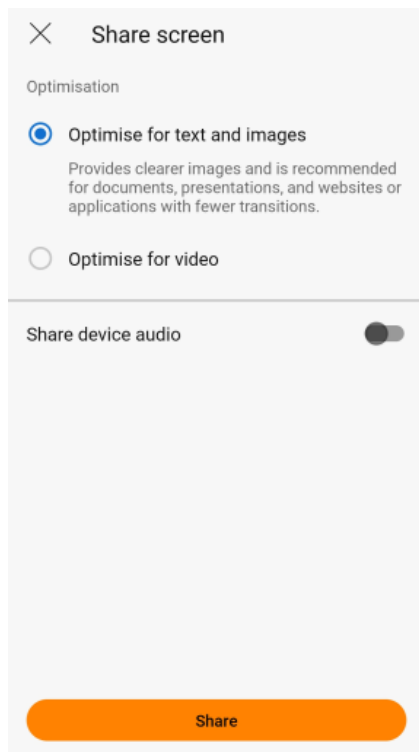 Share screen
Optimisation
Optimise for text and images
Provides clearer images and is recommended
for documents, presentations, and websites or
applications with fewer transitions.
Optimise for video
Share device audio
Share